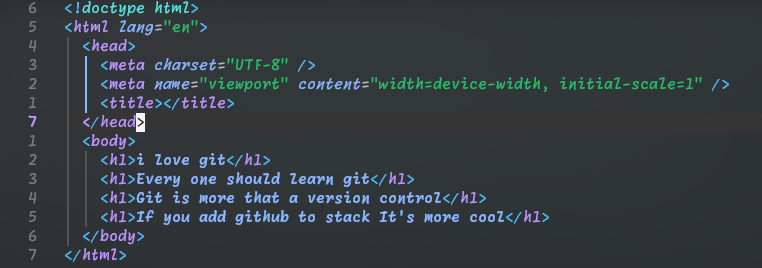 6 <!doctype html>
5 <html lang="en">
4 <head>
3 <meta charset="UTF-8" />
2 <meta name="viewport" content="width=device-width, initial-scale=1" />
1 <title></title>
7 </head>
1 <body>
2 <h1>i love git</h1>
3 <h1>Every one should learn git</h1>
4 <h1>Git is more that a version control</h1>
5 <h1>If you add github to stack It's more cool</h1>
6 </body>
7 </html>